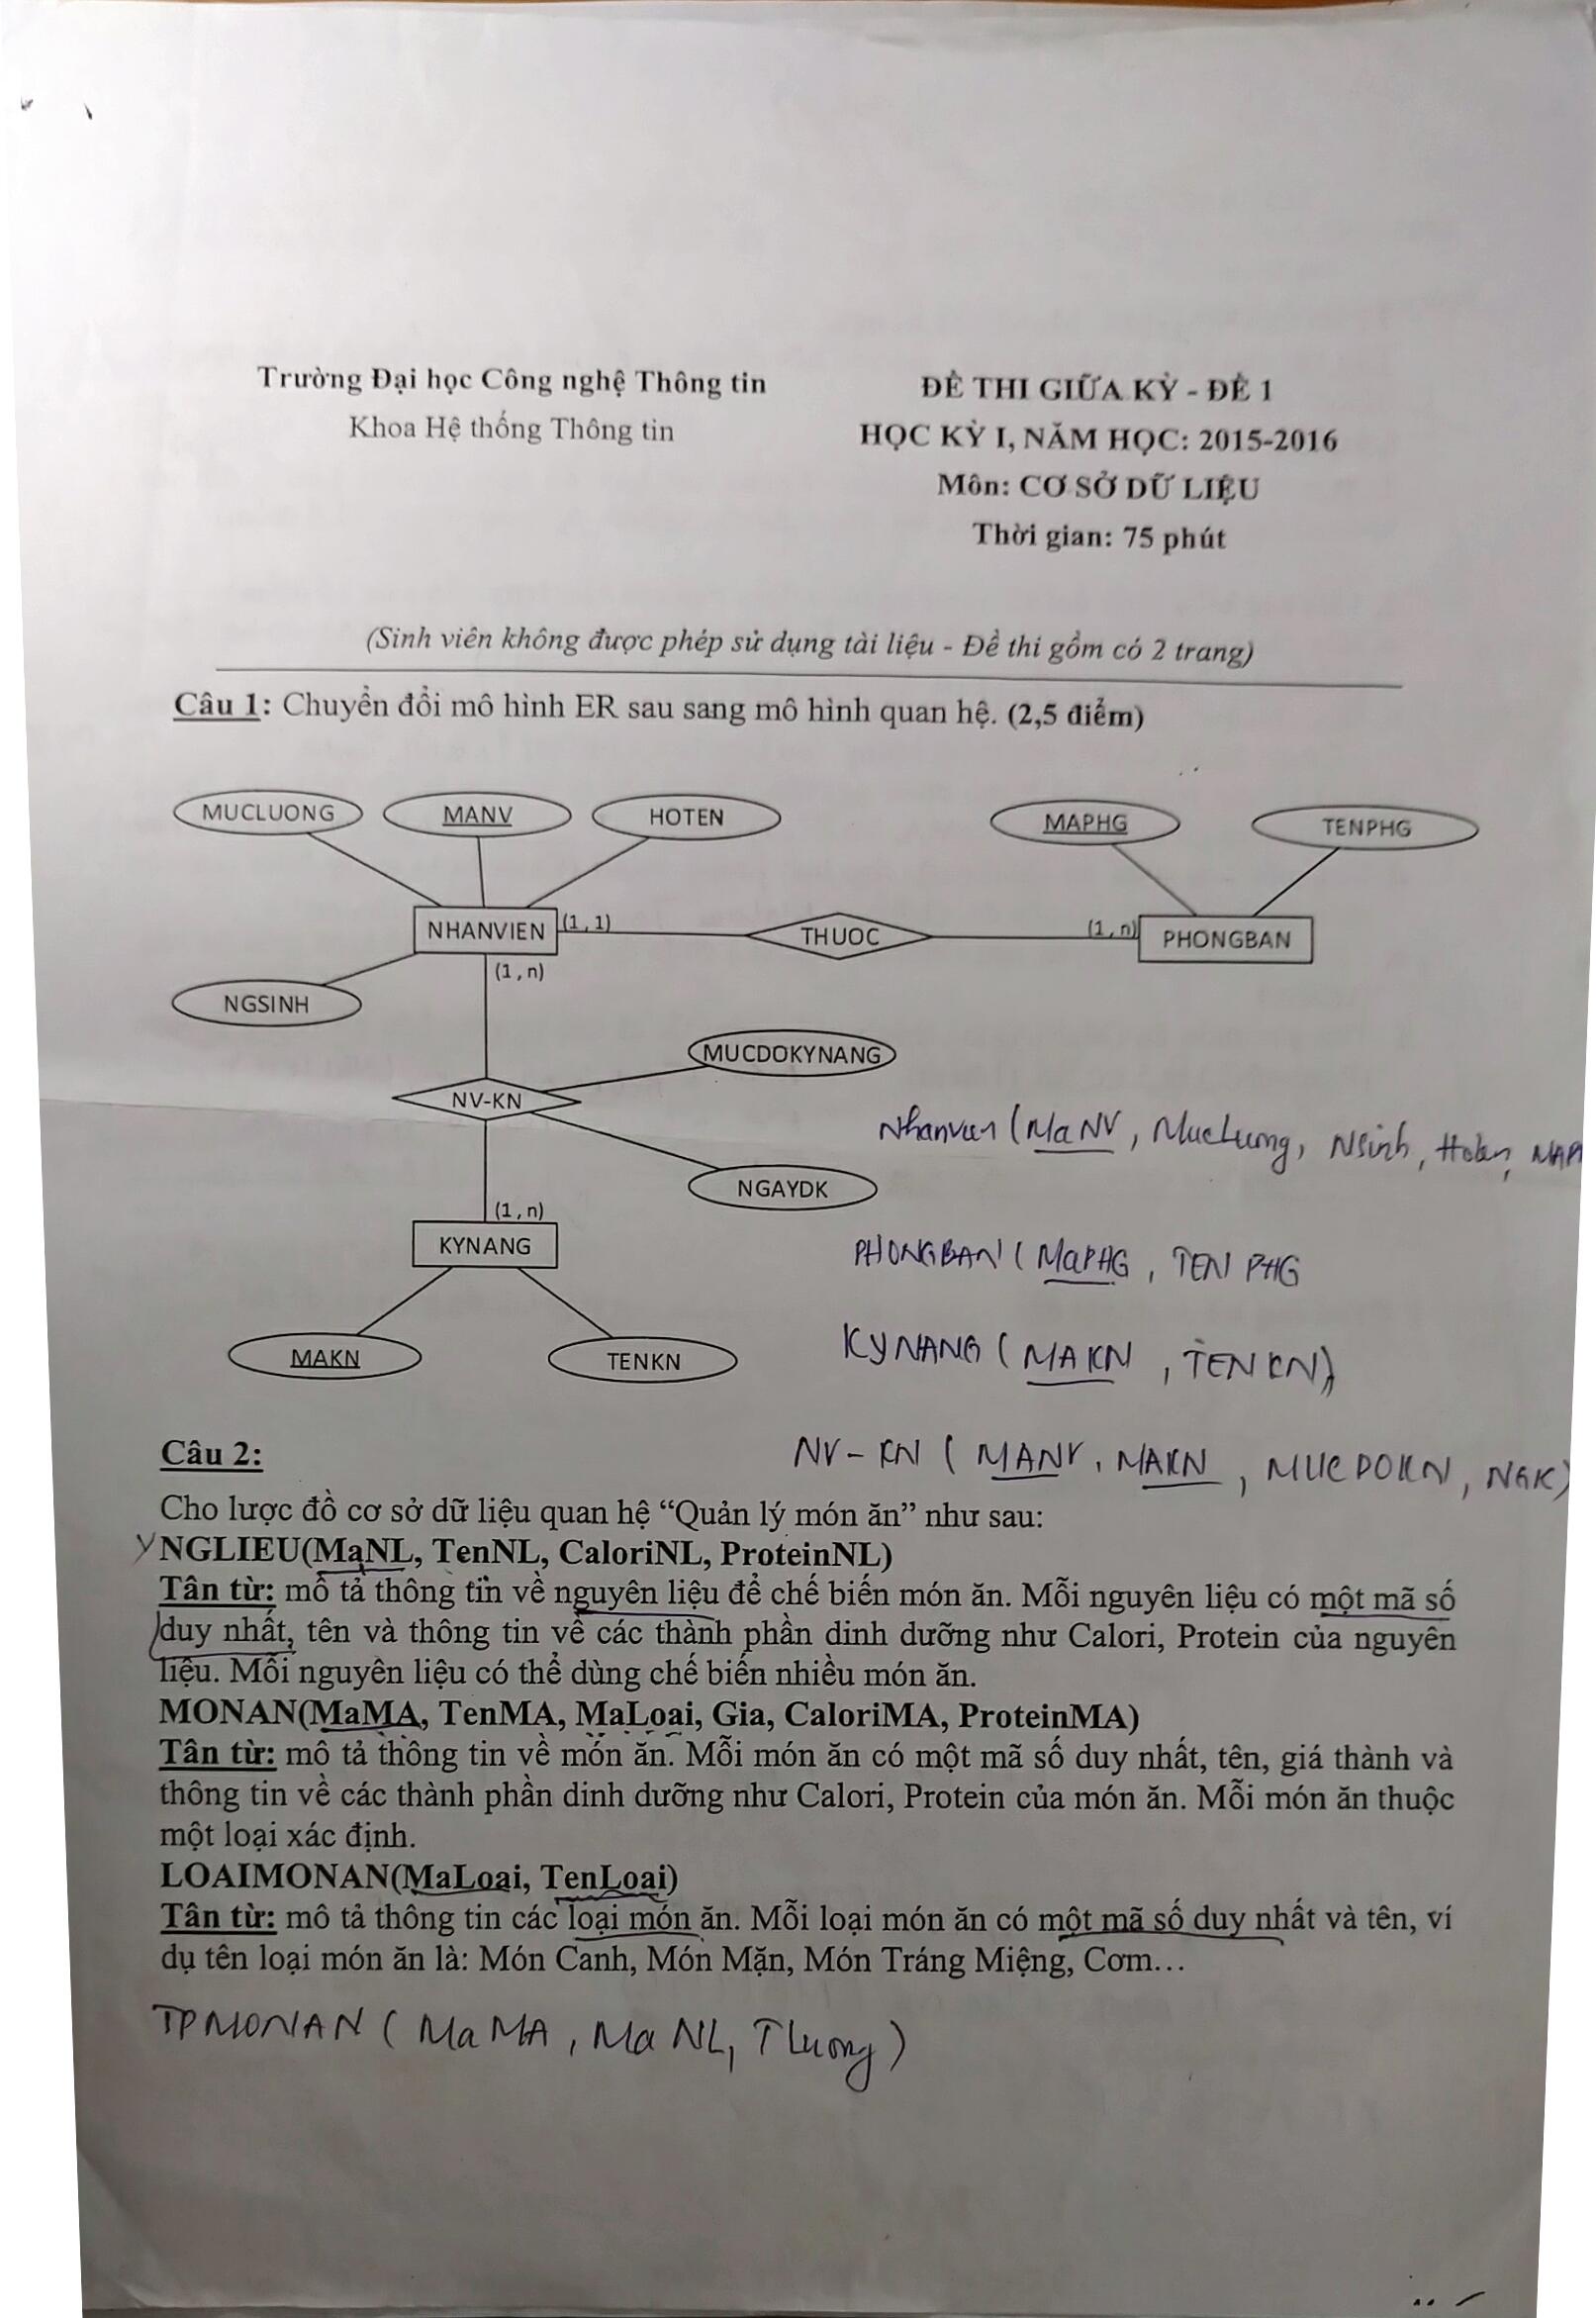 Trường Đại học Công nghệ Thông tin
Khoa Hệ thống Thông tin
ĐỀ THI GIỮA KỲ - ĐỀ 1
HỌC KỲ I, NĂM HỌC: 2015-2016
Môn: CƠ SỞ DỮ LIỆU
Thời gian: 75 phút
(Sinh viên không được phép sử dụng tài liệu - Đề thi gồm có 2 trang)
Câu 1: Chuyển đổi mô hình ER sau sang mô hình quan hệ. (2,5 điểm)
MUCLUONG
MANV
HOTEN
MAPHG
TENPHG
NHANVIEN
(1,1)
THUOC
(1,n)
PHONGBAN
(1,n)
NGSINH
MUCDOKYNANG
NV-KN
NGAYDK
(1,n)
KYNANG
MAKN
TENKN
Nhanvien (MaNV, MucLuong, NSinh, Hoten, MAP
PHONGBAN (MaPHG, TEN PHG
KYNANG (MAKN, TENKN)
NV-KN (MANV, MAKN, MUCDOKN, NGK)
Câu 2:
Cho lược đồ cơ sở dữ liệu quan hệ “Quản lý món ăn” như sau:
NGLIEU(MaNL, TenNL, CaloriNL, ProteinNL)
Tân từ: mô tả thông tin về nguyên liệu để chế biến món ăn. Mỗi nguyên liệu có một mã số
duy nhất, tên và thông tin về các thành phần dinh dưỡng như Calori, Protein của nguyên
liệu. Mỗi nguyên liệu có thể dùng chế biến nhiều món ăn.
MONAN(MaMA, TenMA, MaLoai, Gia, CaloriMA, ProteinMA)
Tân từ: mô tả thông tin về món ăn. Mỗi món ăn có một mã số duy nhất, tên, giá thành và
thông tin về các thành phần dinh dưỡng như Calori, Protein của món ăn. Mỗi món ăn thuộc
một loại xác định.
LOAIMONAN(MaLoai, TenLoai)
Tân từ: mô tả thông tin các loại món ăn. Mỗi loại món ăn có một mã số duy nhất và tên, ví
dụ tên loại món ăn là: Món Canh, Món Mặn, Món Tráng Miệng, Cơm…
TPMONAN (MaMA, MaNL, TLuong)